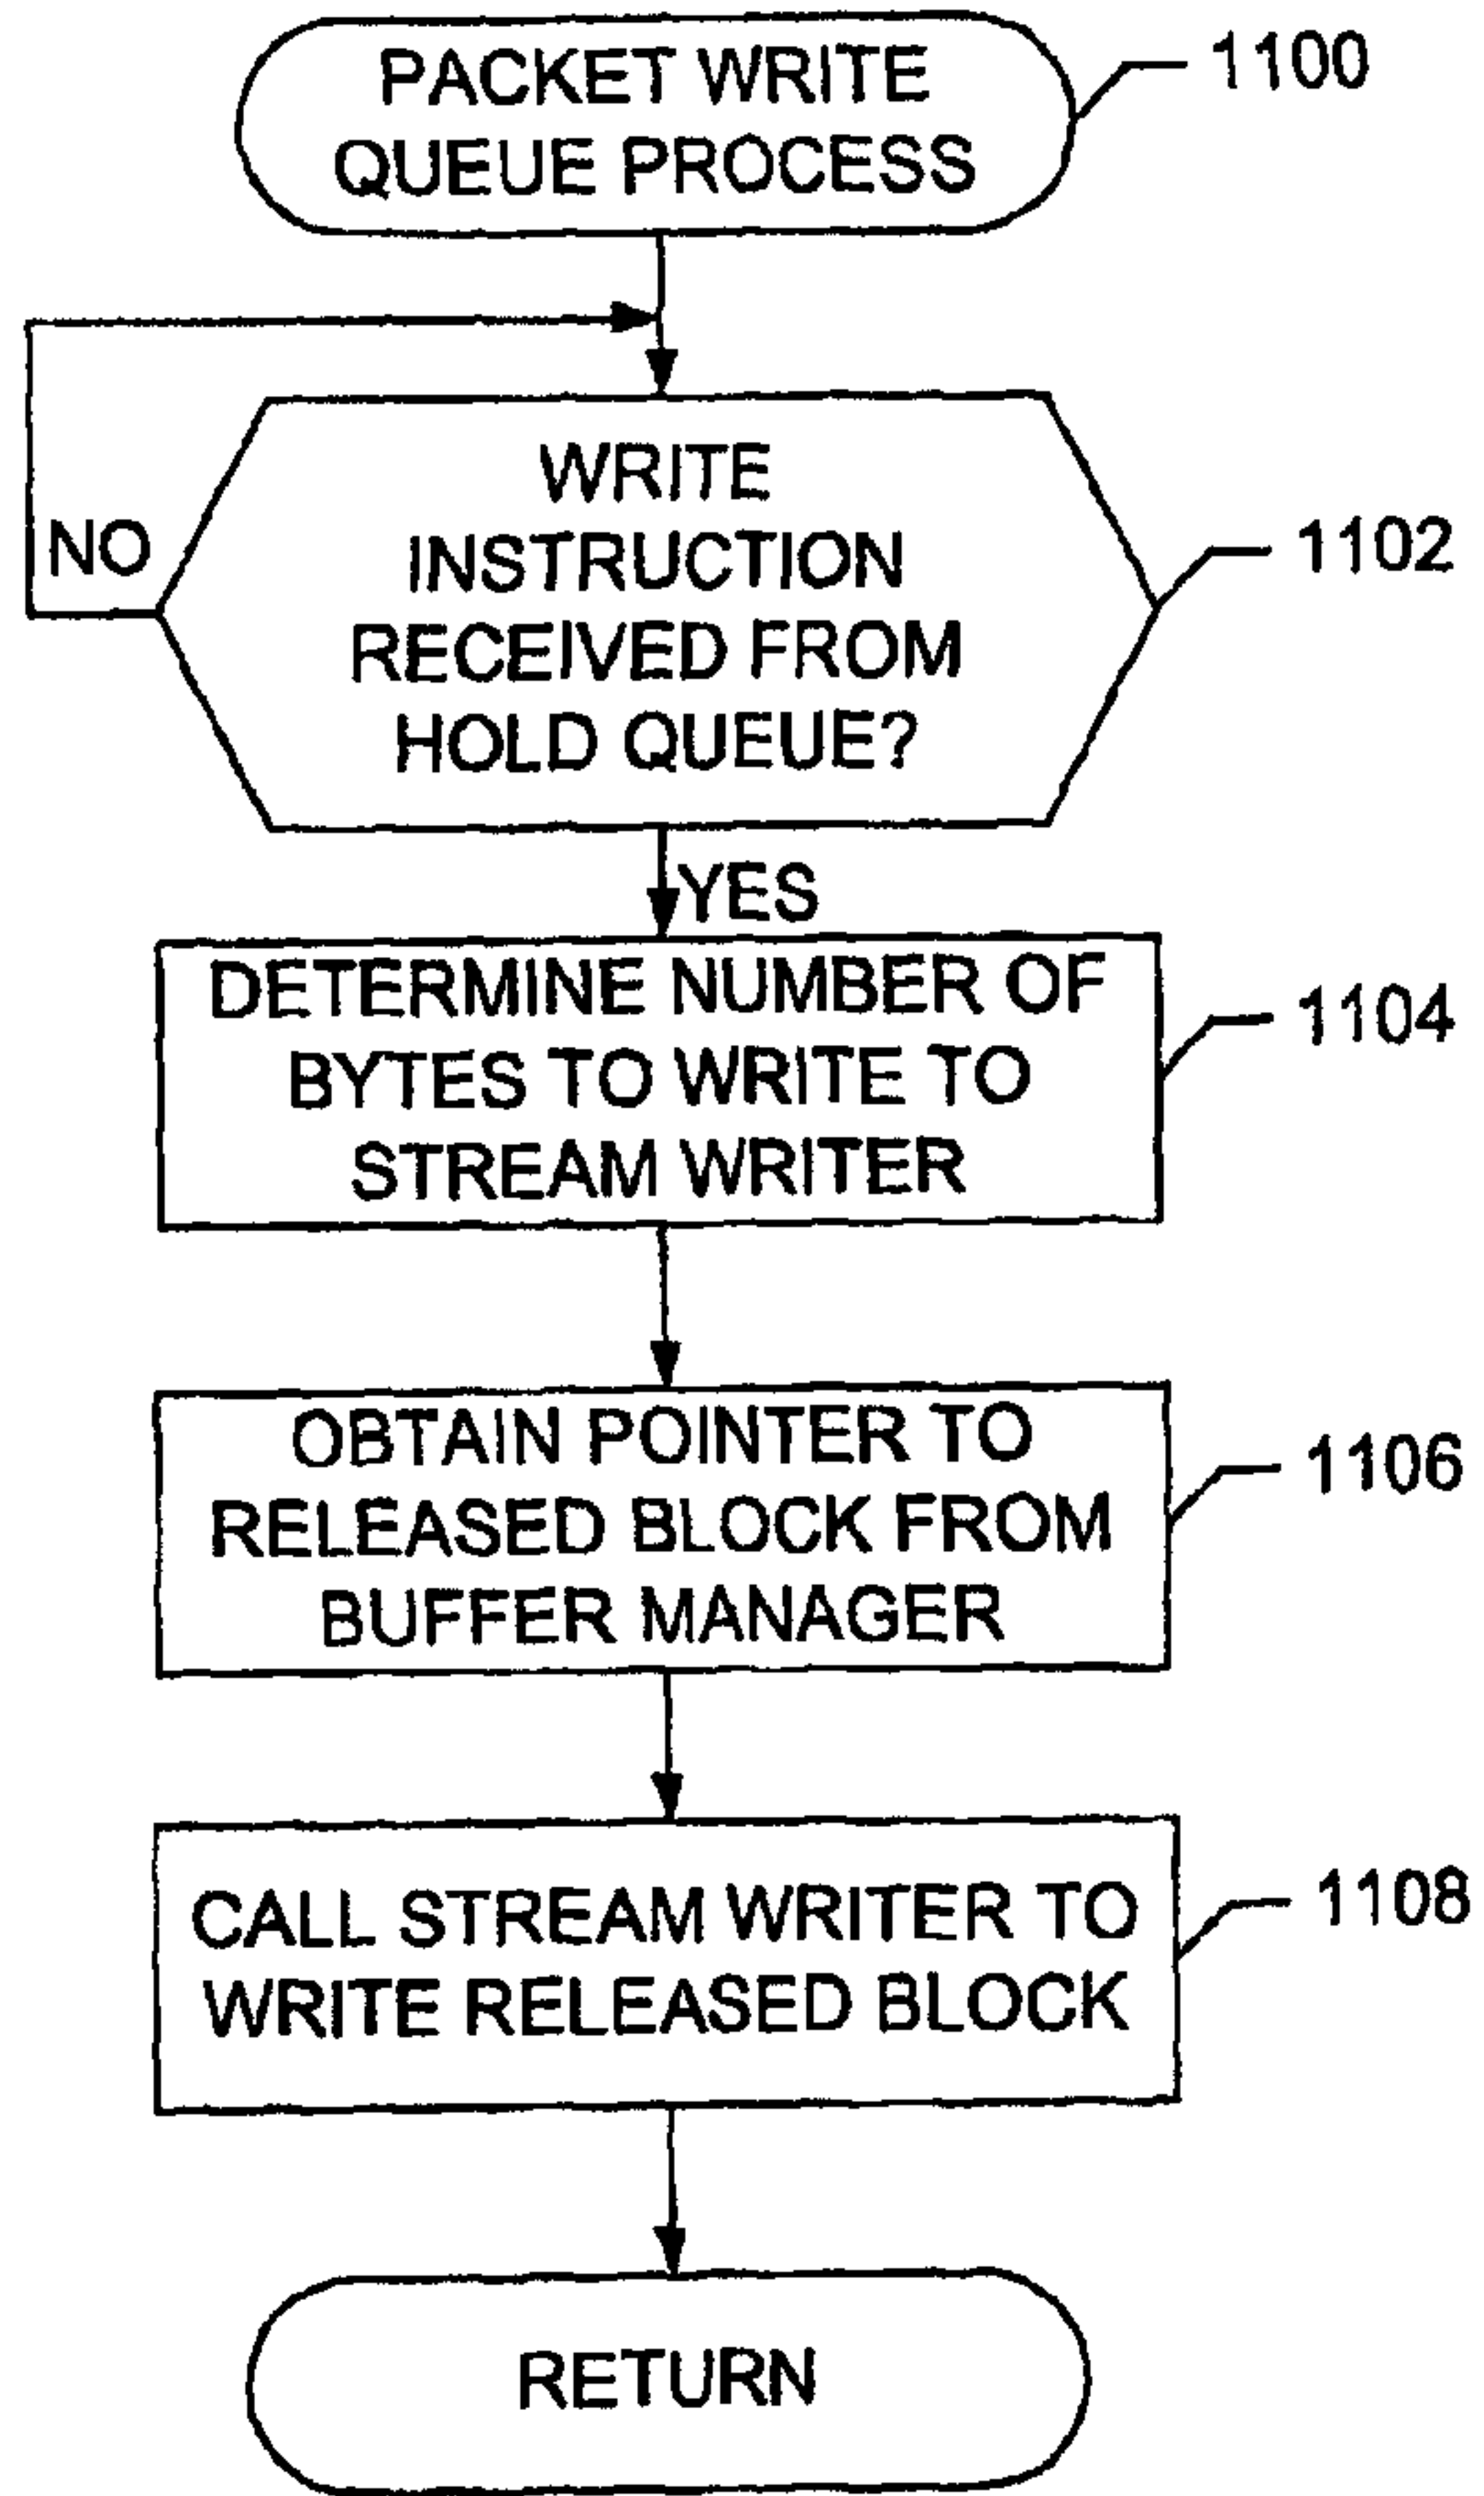 PACKET WRITE
QUEUE PROCESS
1100
WRITE
INSTRUCTION
RECEIVED FROM
HOLD QUEUE?
NO
1102
YES
DETERMINE NUMBER OF
BYTES TO WRITE TO
STREAM WRITER
1104
OBTAIN POINTER TO
RELEASED BLOCK FROM
BUFFER MANAGER
1106
CALL STREAM WRITER TO
WRITE RELEASED BLOCK
1108
RETURN